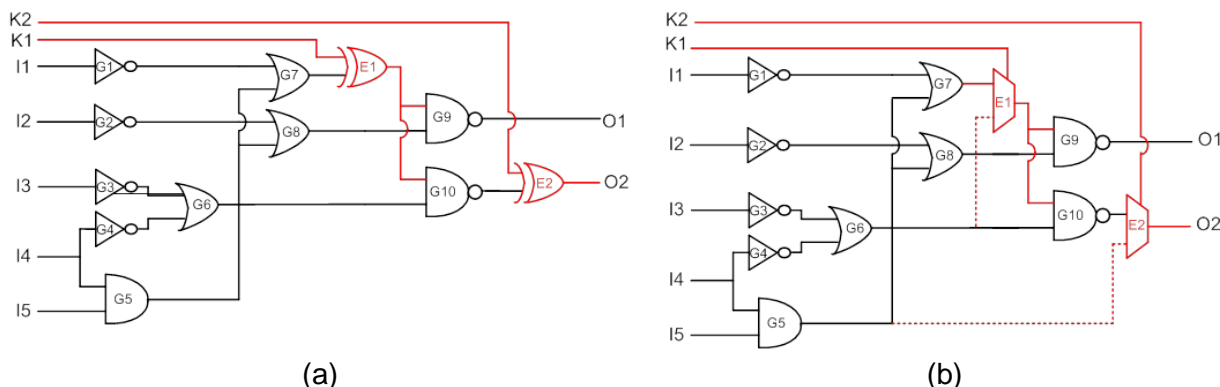 K2
K1
I1 G1 G7 E1
I2 G2 G8 G9 O1
I3 G3 G6 G10 E2 O2
G4
I4
G5
I5
(a)
K2
K1
I1 G1 G7 E1
I2 G2 G8 G9 O1
I3 G3 G6 G10 E2 O2
G4
I4
G5
I5
(b)